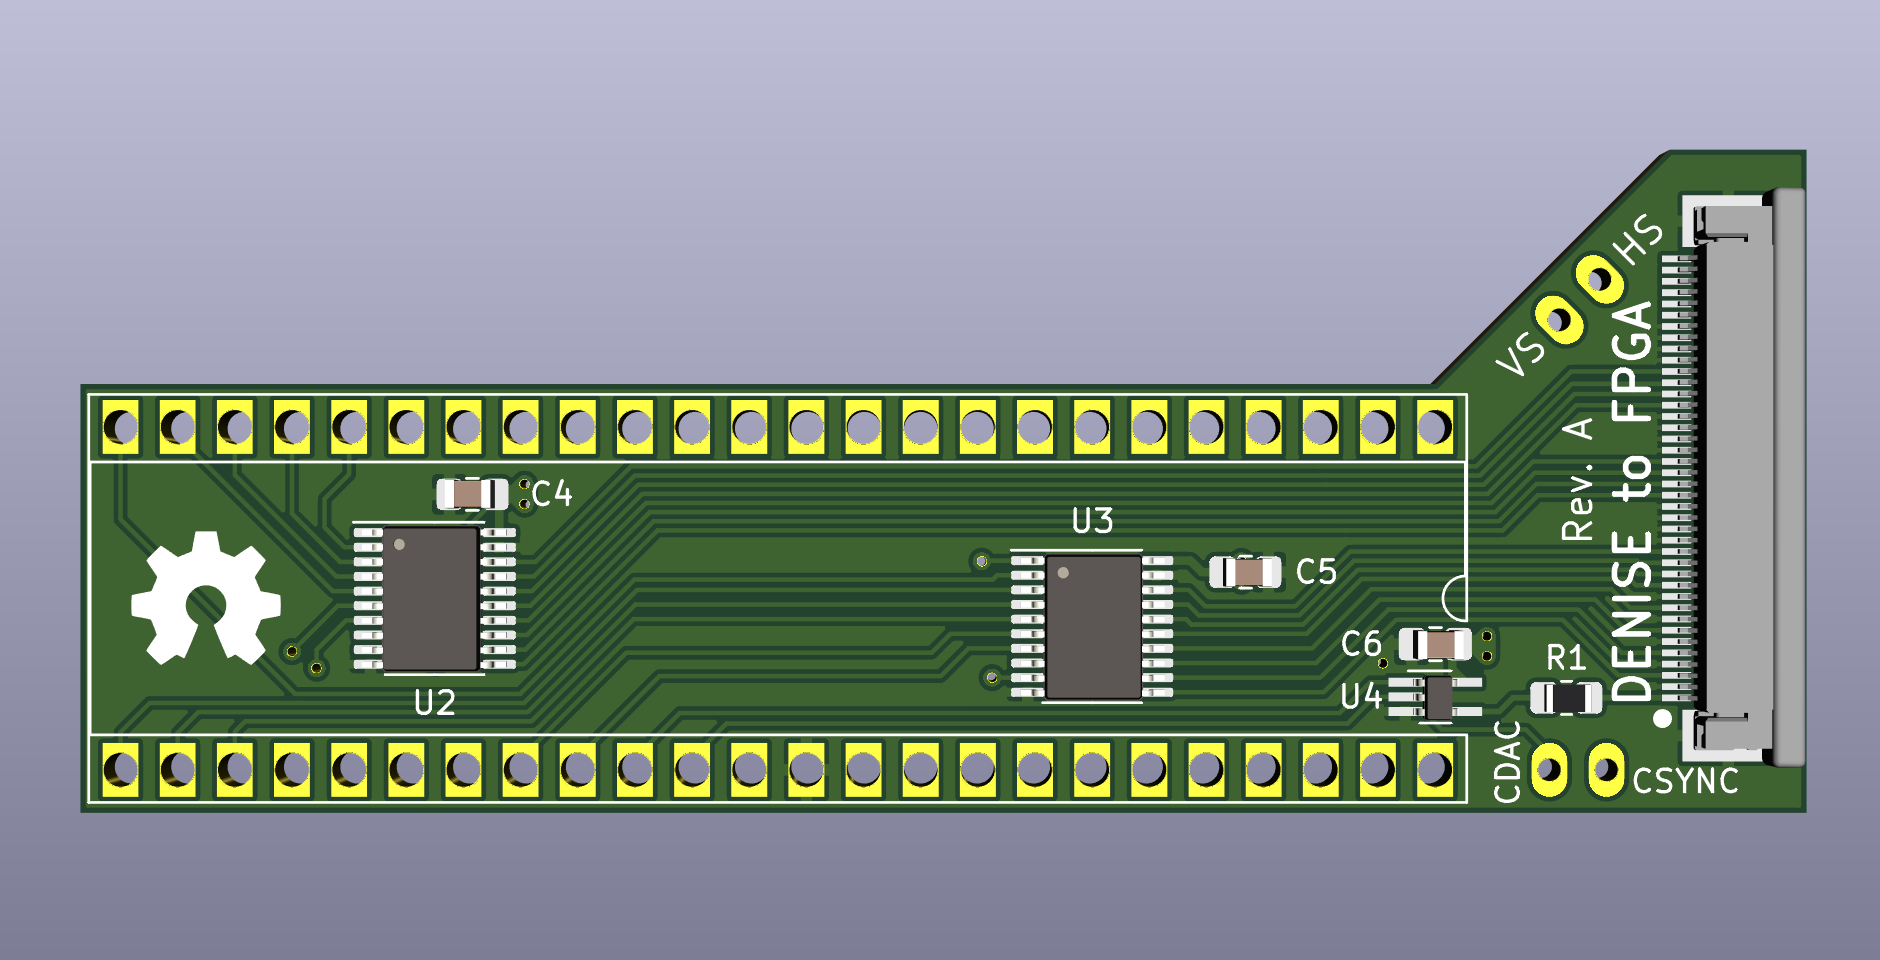 HS
VS
DENISE to FPGA
Rev. A
C4
U3
C5
C6
R1
U2
U4
CDAC
CSYNC